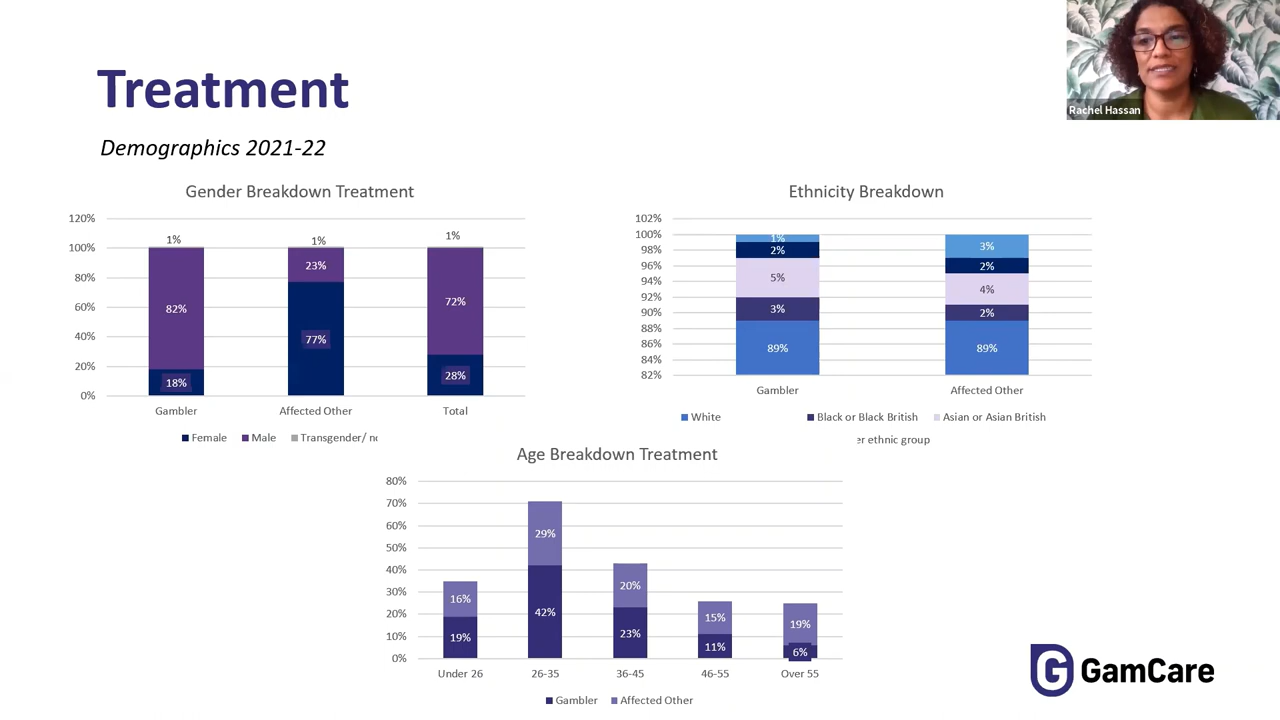 Treatment
Rachel Hassan
Demographics 2021-22
Gender Breakdown Treatment
120%
100%
80%
60%
40%
20%
0%
1%
1%
1%
82%
23%
72%
18%
77%
28%
Gambler
Affected Other
Total
Female
Male
Transgender/
Ethnicity Breakdown
102%
100%
98%
96%
94%
92%
90%
88%
86%
84%
82%
1%
2%
5%
3%
89%
3%
2%
4%
2%
89%
Gambler
Affected Other
White
Black or Black British
Asian or Asian British
er ethnic group
Age Breakdown Treatment
80%
70%
60%
50%
40%
30%
20%
10%
0%
16%
19%
29%
42%
20%
23%
15%
11%
19%
6%
Under 26
26-35
36-45
46-55
Over 55
Gambler
Affected Other
GamCare